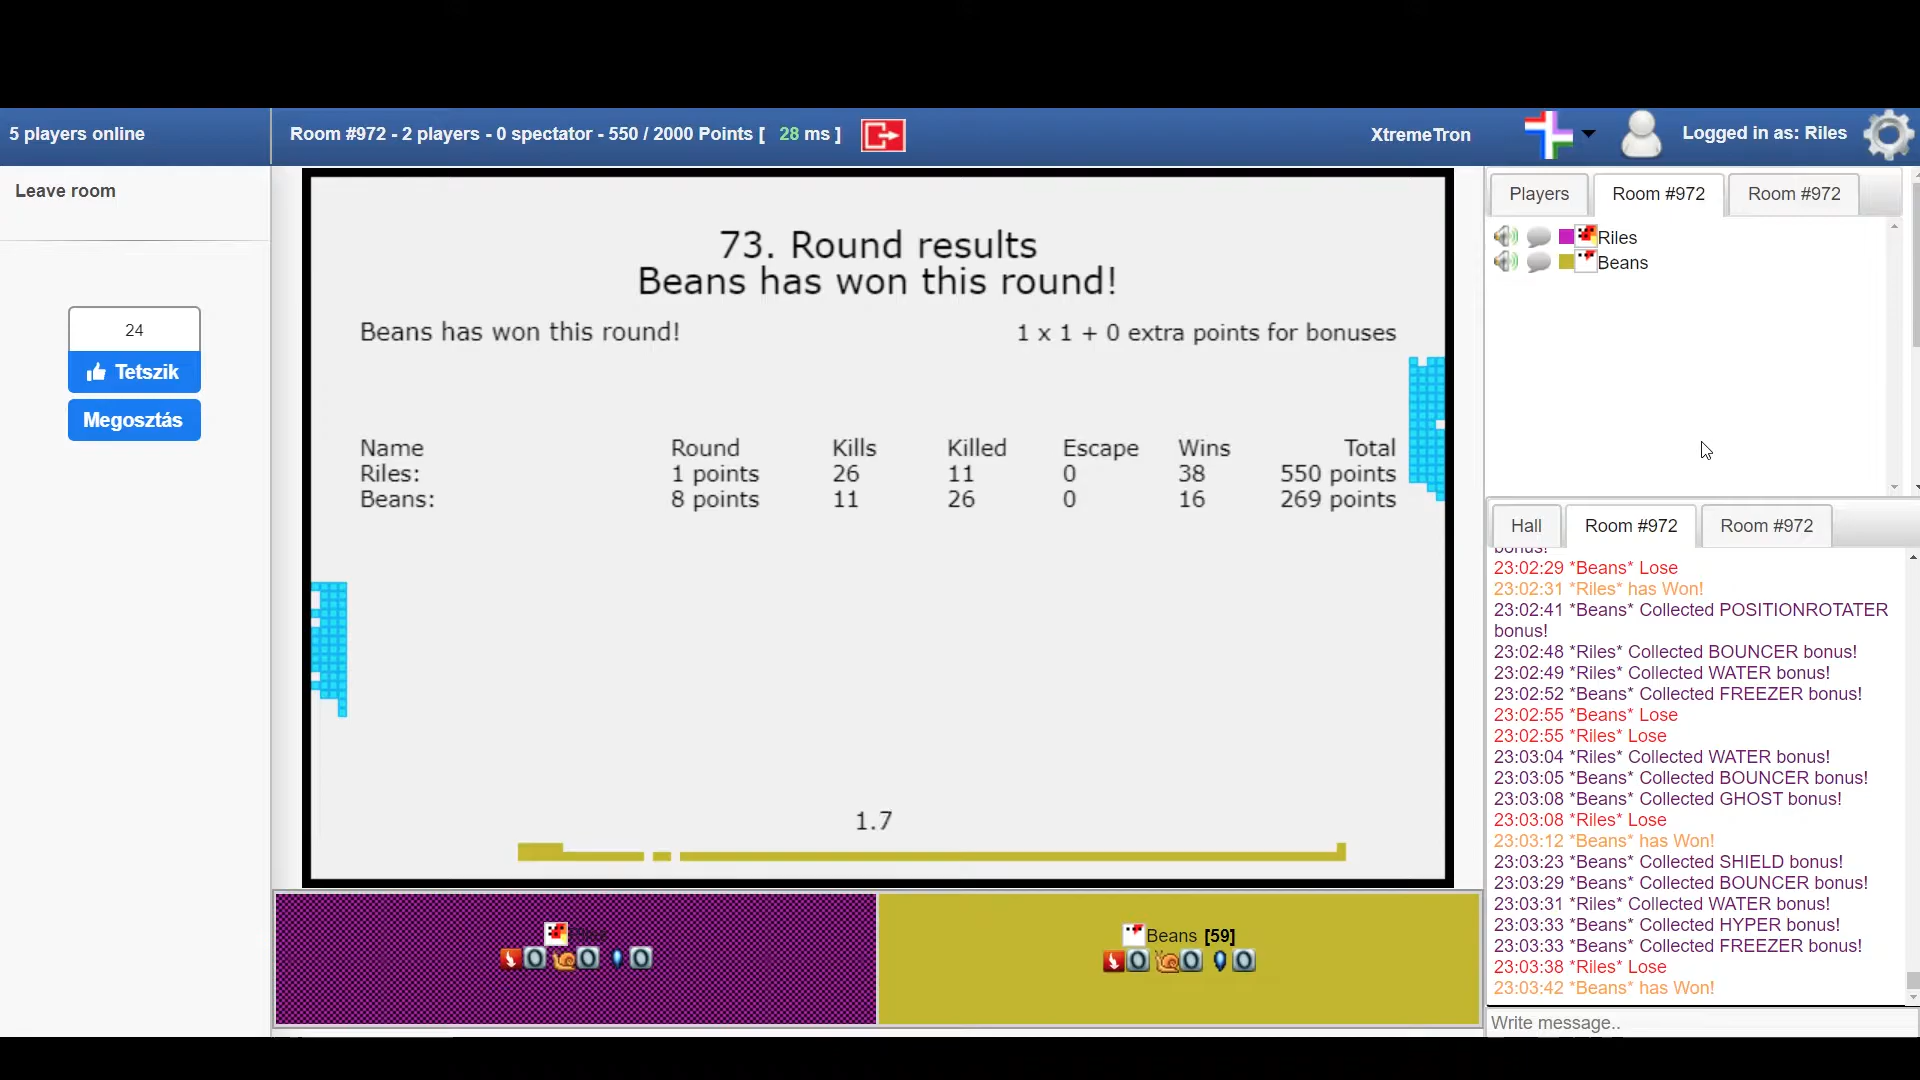 5 players online
Room #972 - 2 players - 0 spectator - 550 / 2000 Points [ 28 ms ]
XtremeTron
Logged in as: Riles
Leave room
24
Tetszik
Megosztás
73. Round results
Beans has won this round!
Beans has won this round! 1 x 1 + 0 extra points for bonuses
Name Round Kills Killed Escape Wins Total
Riles: 1 points 26 11 0 38 550 points
Beans: 8 points 11 26 0 16 269 points
1.7
Riles
0 0 0
Beans [59]
0 0 0
Players Room #972 Room #972
Riles
Beans
Hall Room #972 Room #972
bonus!
23:02:29 *Beans* Lose
23:02:31 *Riles* has Won!
23:02:41 *Beans* Collected POSITIONROTATER
bonus!
23:02:48 *Riles* Collected BOUNCER bonus!
23:02:49 *Riles* Collected WATER bonus!
23:02:52 *Beans* Collected FREEZER bonus!
23:02:55 *Beans* Lose
23:02:55 *Riles* Lose
23:03:04 *Riles* Collected WATER bonus!
23:03:05 *Beans* Collected BOUNCER bonus!
23:03:08 *Beans* Collected GHOST bonus!
23:03:08 *Riles* Lose
23:03:12 *Beans* has Won!
23:03:23 *Beans* Collected SHIELD bonus!
23:03:29 *Beans* Collected BOUNCER bonus!
23:03:31 *Riles* Collected WATER bonus!
23:03:33 *Beans* Collected HYPER bonus!
23:03:33 *Beans* Collected FREEZER bonus!
23:03:38 *Riles* Lose
23:03:42 *Beans* has Won!
Write message..